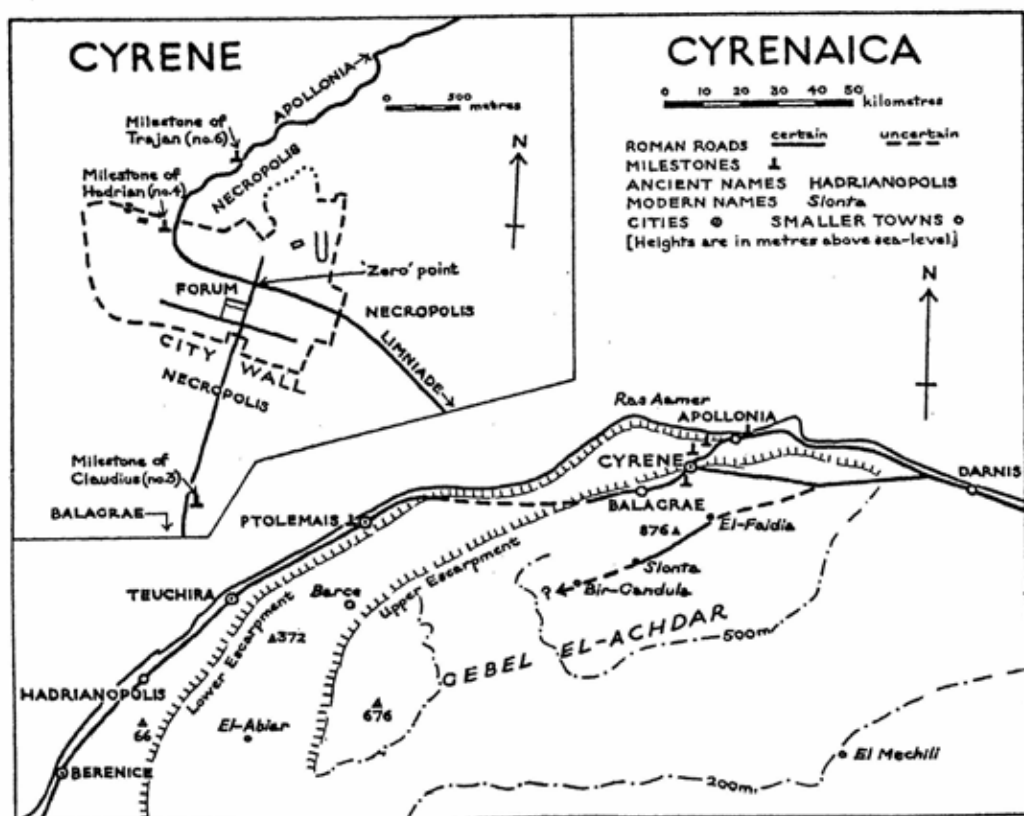 CYRENE
APOLLONIA
0 500 metres
Milestone of
Trajan (no.6)
N
Milestone of
Hadrian (no.4)
NECROPOLIS
'Zero' point
FORUM
NECROPOLIS
LIMNIADE
CITY WALL
NECROPOLIS
Milestone of
Claudius (no.3)
BALAGRAE
CYRENAICA
0 10 20 30 40 50 kilometres
certain uncertain
ROMAN ROADS
MILESTONES
ANCIENT NAMES HADRIANOPOLIS
MODERN NAMES Slonta
CITIES SMALLER TOWNS
[Heights are in metres above sea-level]
N
Ras Aamer
APOLLONIA
CYRENE
DARNIS
BALAGRAE
PTOLEMAIS
876
El-Faidia
Slonta
Bir-Gandula
?
Upper Escarpment
TEUCHIRA
Barce
Lower Escarpment
372
GEBEL EL-ACHDAR
500m.
HADRIANOPOLIS
676
66
El-Abiar
El Mechili
BERENICE
200m.